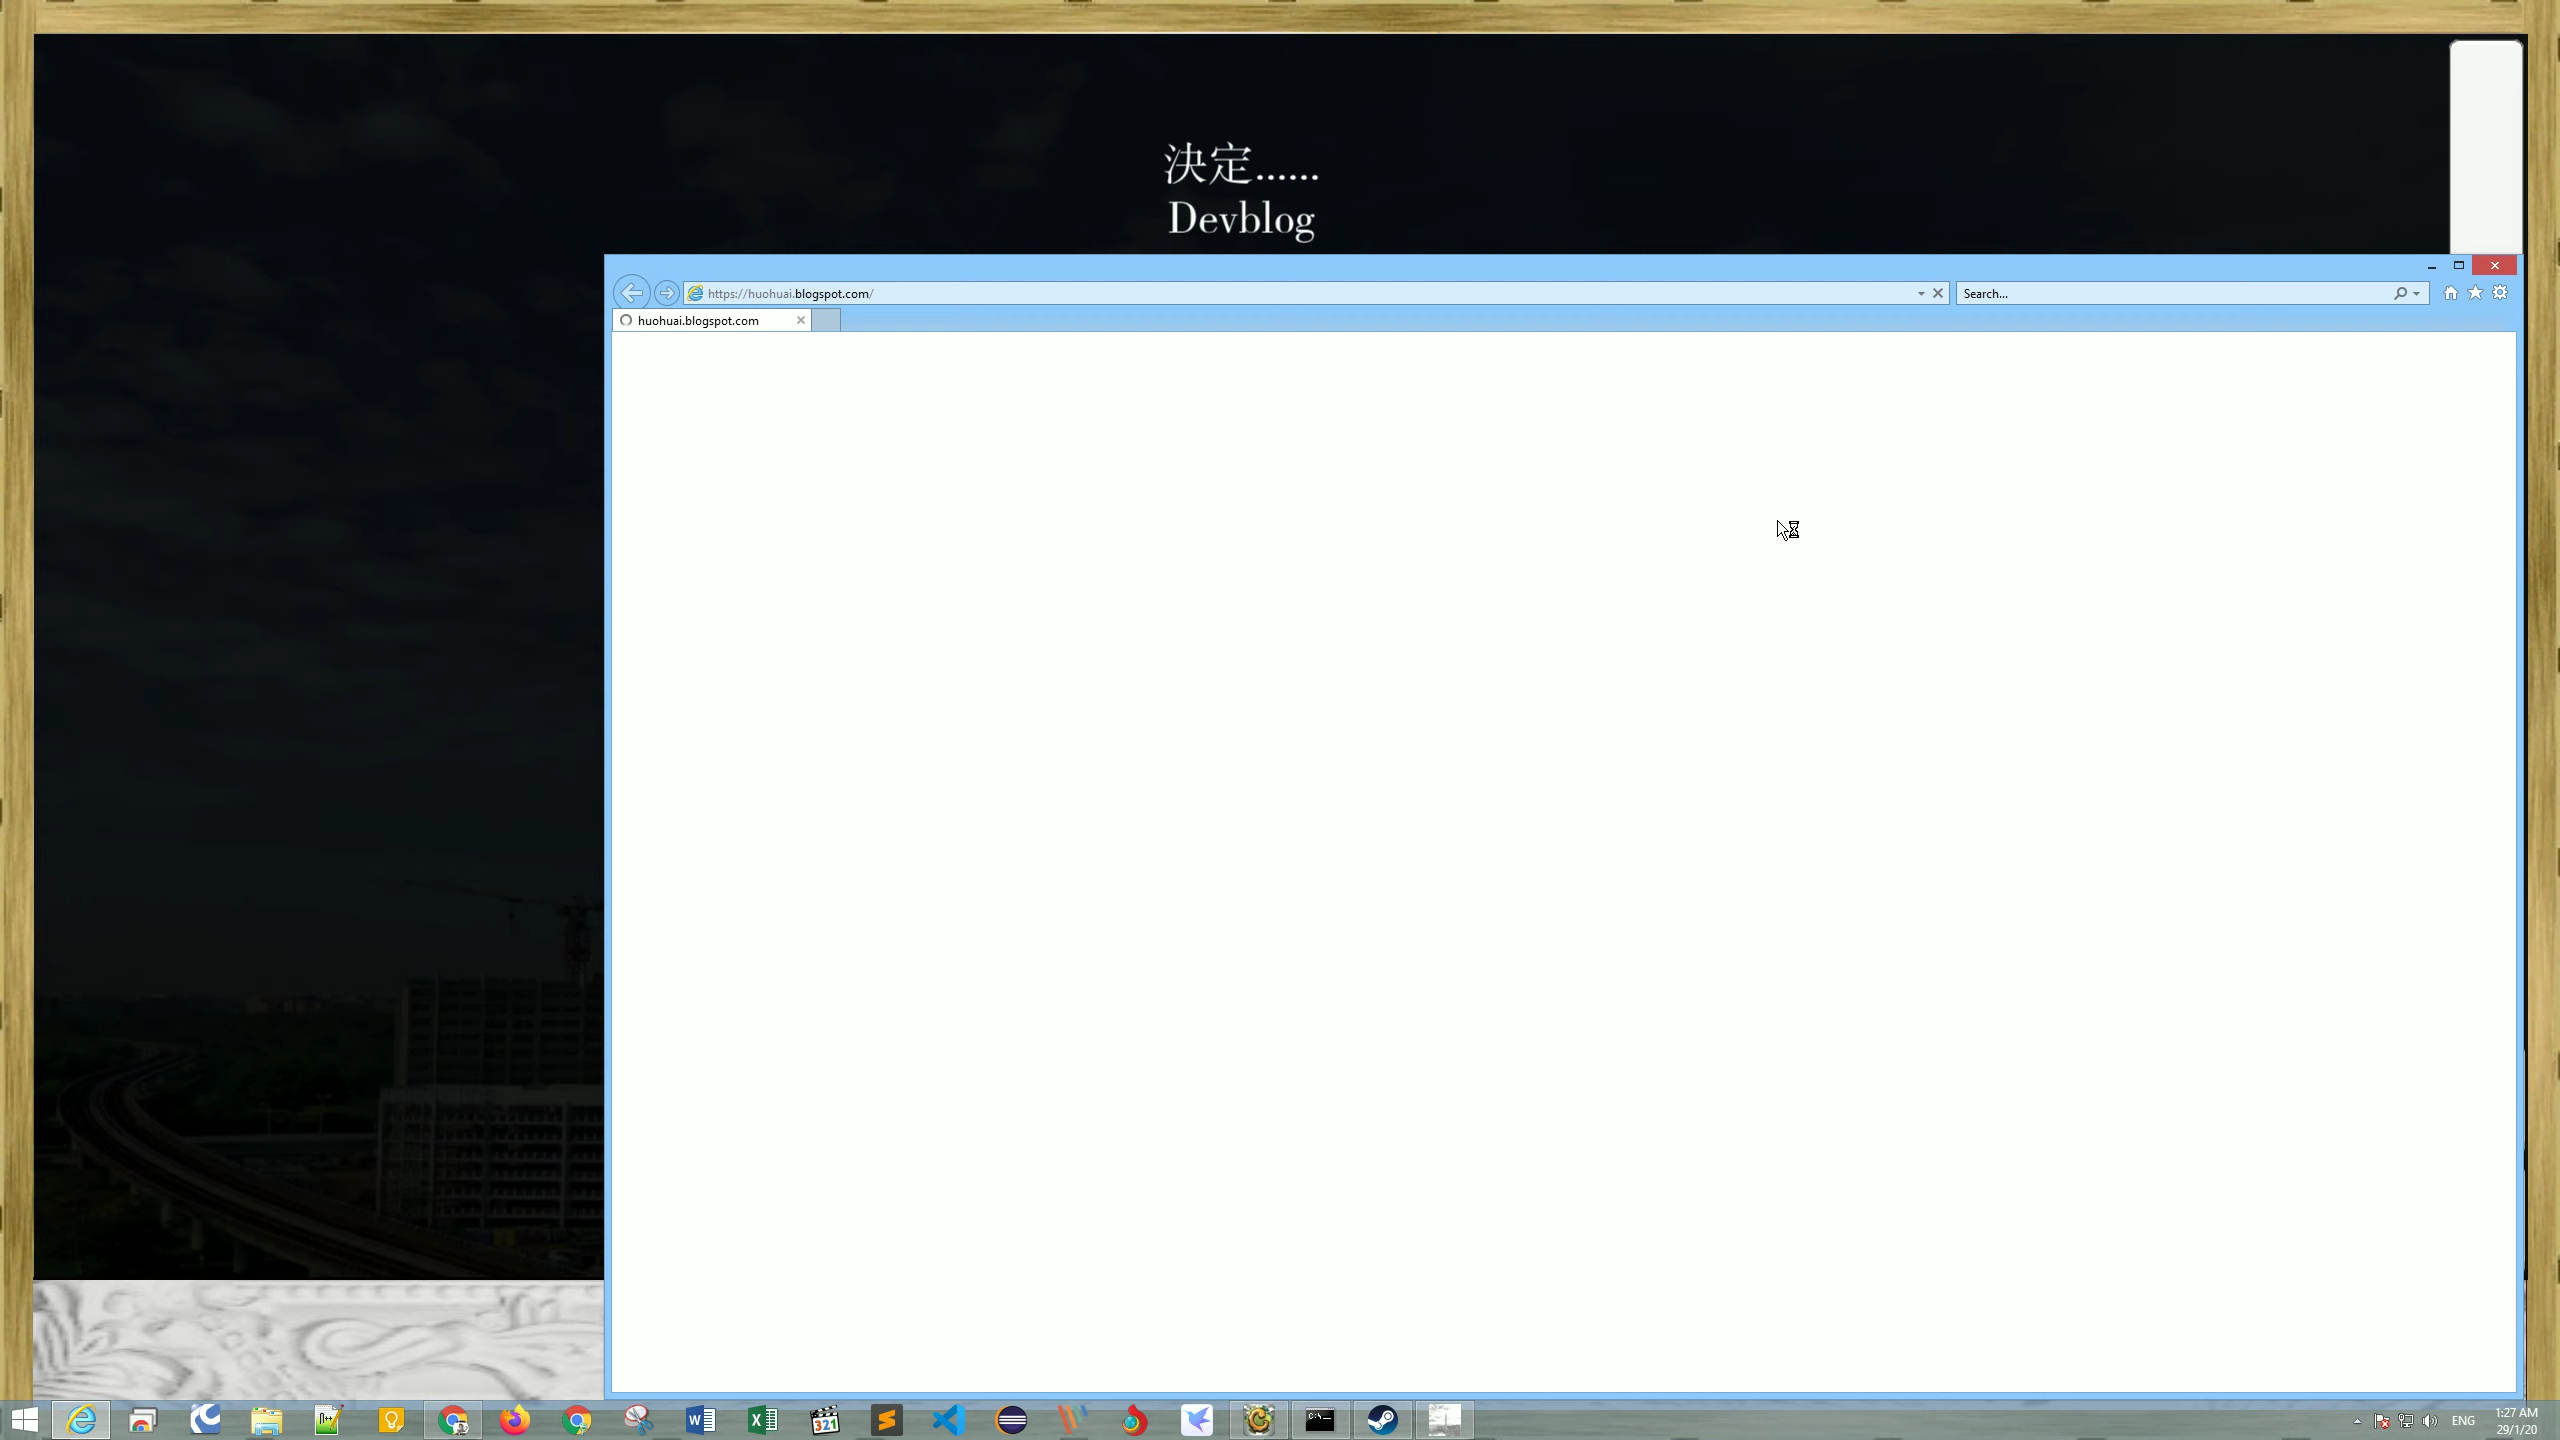 決定......
Devblog
https://huohuai.blogspot.com/
Search...
huohuai.blogspot.com
ENG
1:27 AM
29/1/20